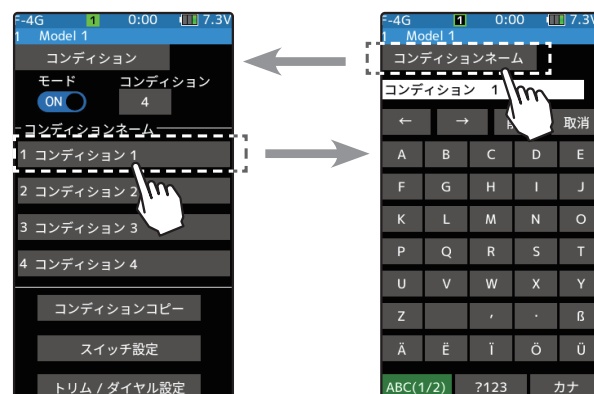 F-4G 1 0:00 7.3V
1 Model 1
コンディション
モード コンディション
ON 4
コンディションネーム
1 コンディション 1
2 コンディション 2
3 コンディション 3
4 コンディション 4
コンディションコピー
スイッチ設定
トリム / ダイヤル設定
F-4G 1 0:00 7.3V
1 Model 1
コンディションネーム
コンディション 1
← → 取消
A B C D E
F G H I J
K L M N O
P Q R S T
U V W X Y
Z , . ß
Ä Ë Ï Ö Ü
ABC(1/2) ?123 カナ